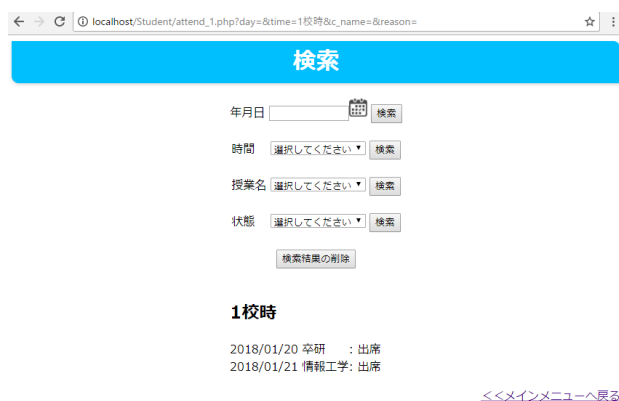 localhost/Student/attend_1.php?day=&time=1校時&c_name=&reason=
検索
年月日 検索
時間 選択してください 検索
授業名 選択してください 検索
状態 選択してください 検索
検索結果の削除
1校時
2018/01/20 卒研 : 出席
2018/01/21 情報工学: 出席
<<メインメニューへ戻る